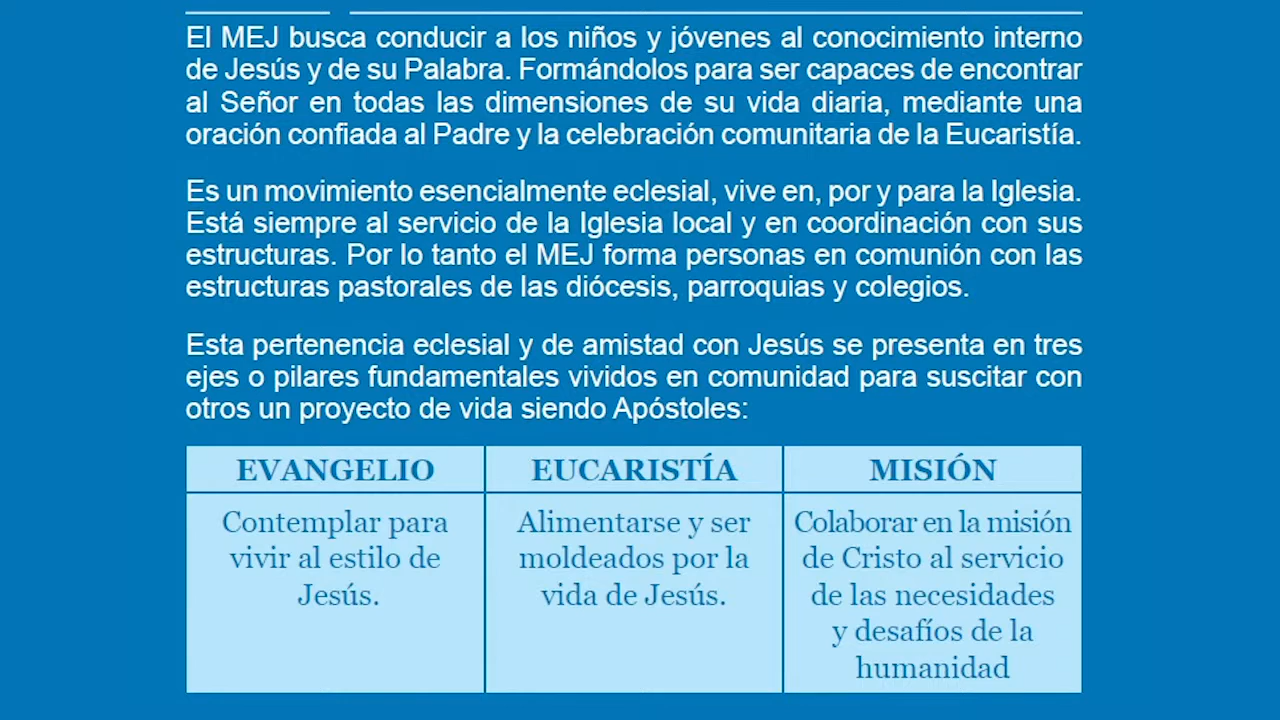 El MEJ busca conducir a los niños y jóvenes al conocimiento interno
de Jesús y de su Palabra. Formándolos para ser capaces de encontrar
al Señor en todas las dimensiones de su vida diaria, mediante una
oración confiada al Padre y la celebración comunitaria de la Eucaristía.
Es un movimiento esencialmente eclesial, vive en, por y para la Iglesia.
Está siempre al servicio de la Iglesia local y en coordinación con sus
estructuras. Por lo tanto el MEJ forma personas en comunión con las
estructuras pastorales de las diócesis, parroquias y colegios.
Esta pertenencia eclesial y de amistad con Jesús se presenta en tres
ejes o pilares fundamentales vividos en comunidad para suscitar con
otros un proyecto de vida siendo Apóstoles:
EVANGELIO
Contemplar para
vivir al estilo de
Jesús.
EUCARISTÍA
Alimentarse y ser
moldeados por la
vida de Jesús.
MISIÓN
Colaborar en la misión
de Cristo al servicio
de las necesidades
y desafíos de la
humanidad